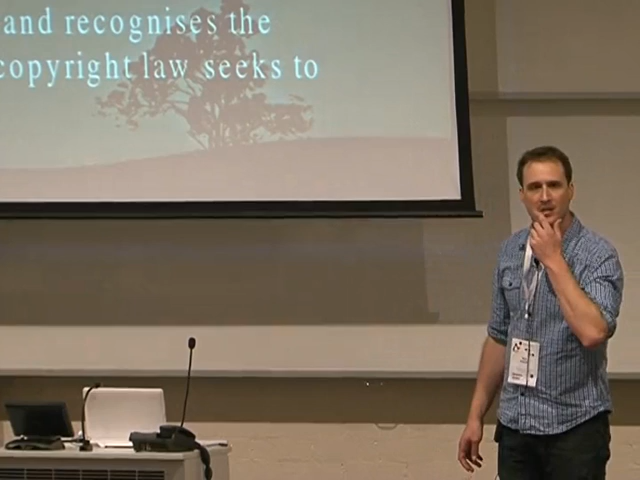 and recognises the
copyright law seeks to